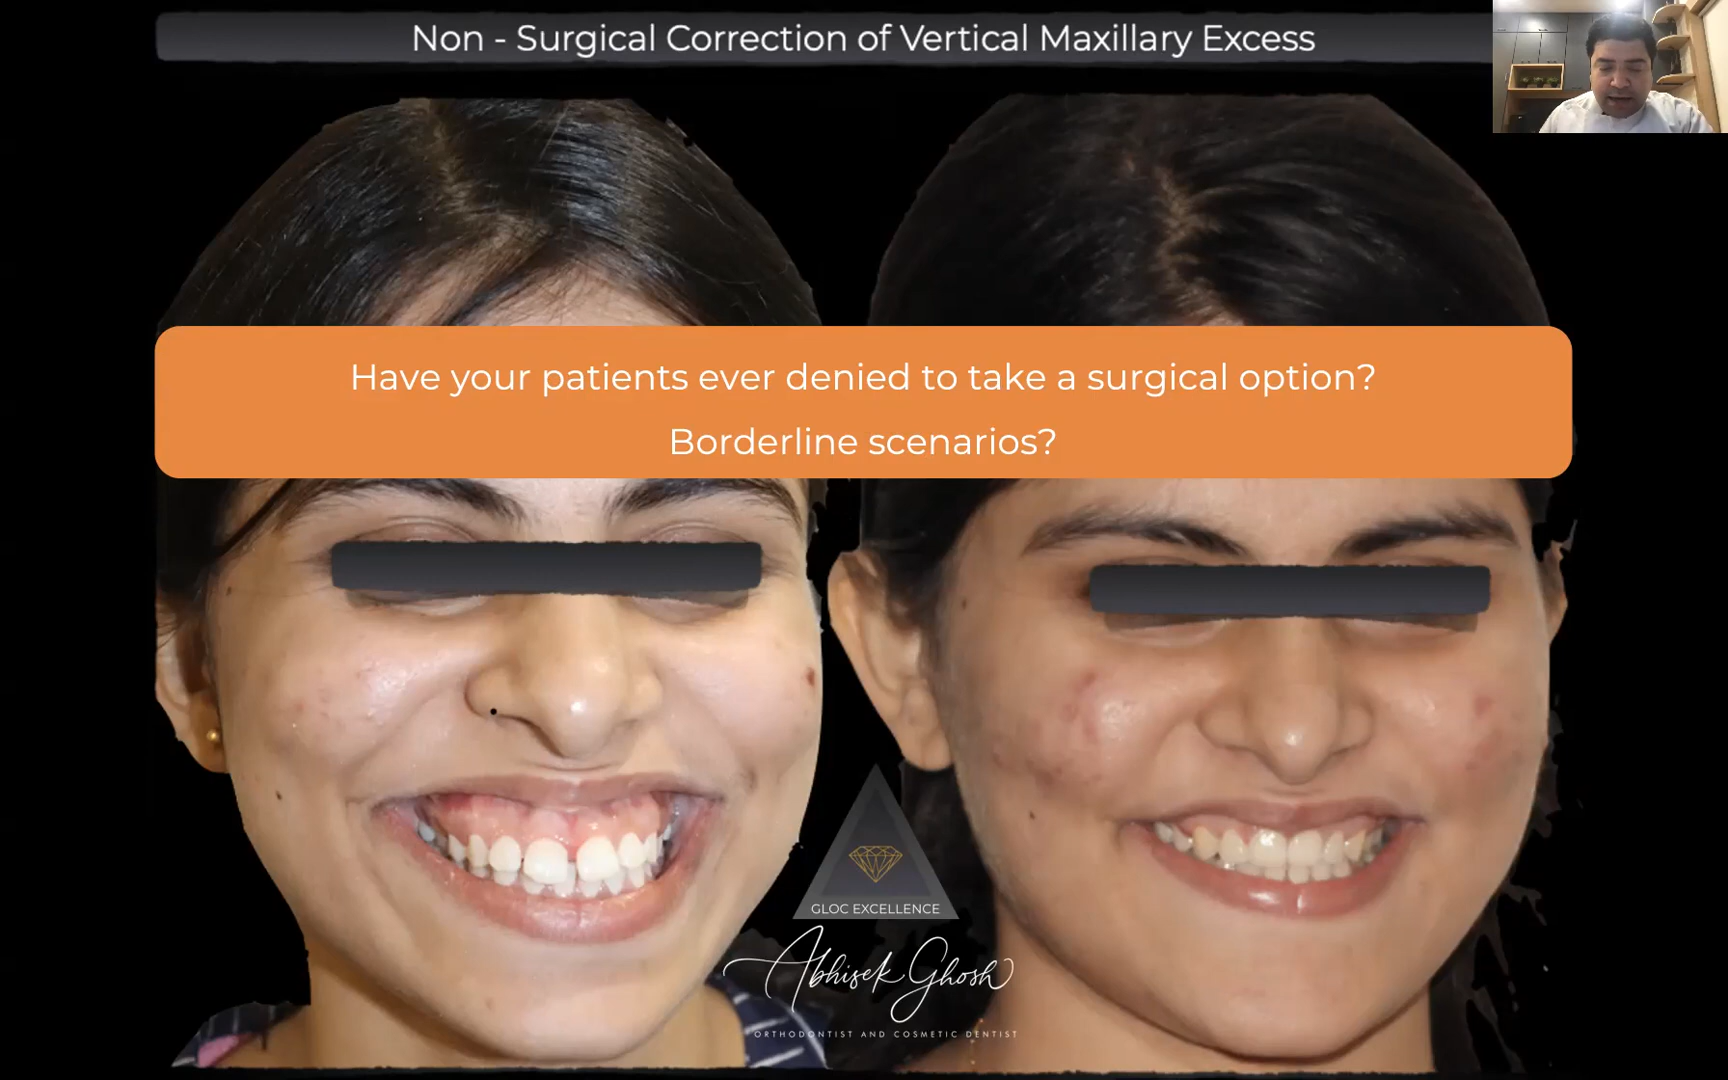 Non - Surgical Correction of Vertical Maxillary Excess
Have your patients ever denied to take a surgical option?
Borderline scenarios?
GLOC EXCELLENCE
Abhisek Ghosh
ORTHODONTIST AND COSMETIC DENTIST